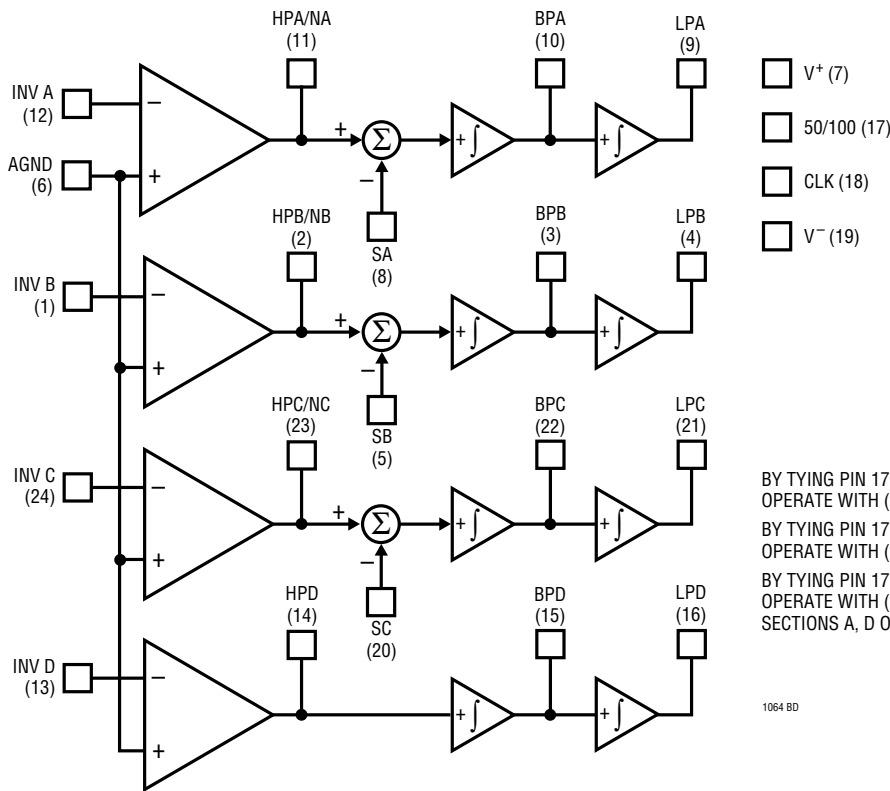 HPA/NA
(11)
BPA
(10)
LPA
(9)
INV A
(12)
−
+
Σ
+ ∫
+ ∫
AGND
(6)
+
−
SA
(8)
HPB/NB
(2)
BPB
(3)
LPB
(4)
INV B
(1)
−
+
Σ
+ ∫
+ ∫
+
−
SB
(5)
HPC/NC
(23)
BPC
(22)
LPC
(21)
INV C
(24)
−
+
Σ
+ ∫
+ ∫
+
−
SC
(20)
HPD
(14)
BPD
(15)
LPD
(16)
INV D
(13)
−
+ ∫
+ ∫
+
V+ (7)
50/100 (17)
CLK (18)
V− (19)
BY TYING PIN 17
OPERATE WITH (
BY TYING PIN 17
OPERATE WITH (
BY TYING PIN 17
OPERATE WITH (
SECTIONS A, D O
1064 BD